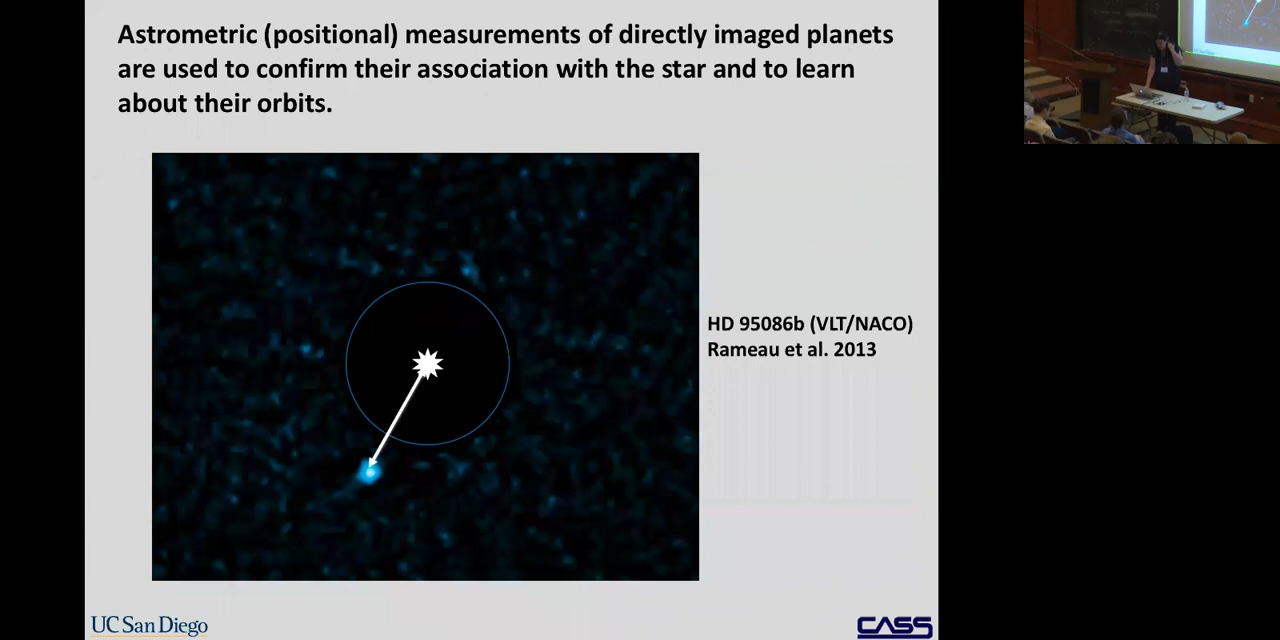 Astrometric (positional) measurements of directly imaged planets
are used to confirm their association with the star and to learn
about their orbits.
HD 95086b (VLT/NACO)
Rameau et al. 2013
UC San Diego
CASS